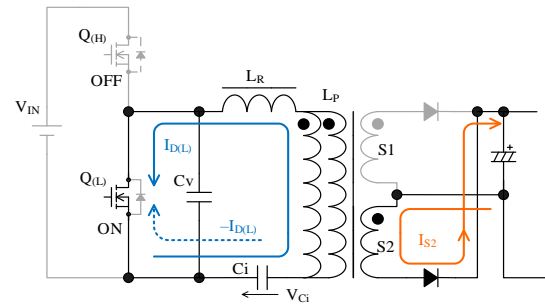 Q(H)
OFF
VIN
LR
LP
ID(L)
S1
+
Q(L)
Cv
ON
−ID(L)
S2
IS2
Ci
VCi